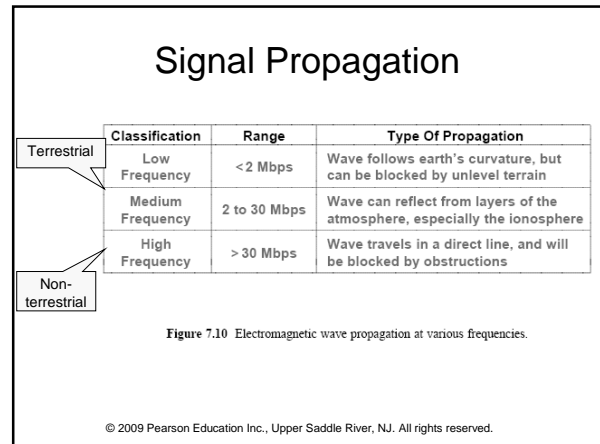 Signal Propagation
Classification Range Type Of Propagation
Terrestrial
Low Frequency <2 Mbps Wave follows earth's curvature, but
can be blocked by unlevel terrain
Medium Frequency 2 to 30 Mbps Wave can reflect from layers of the
atmosphere, especially the ionosphere
High Frequency > 30 Mbps Wave travels in a direct line, and will
be blocked by obstructions
Non-
terrestrial
Figure 7.10 Electromagnetic wave propagation at various frequencies.
© 2009 Pearson Education Inc., Upper Saddle River, NJ. All rights reserved.